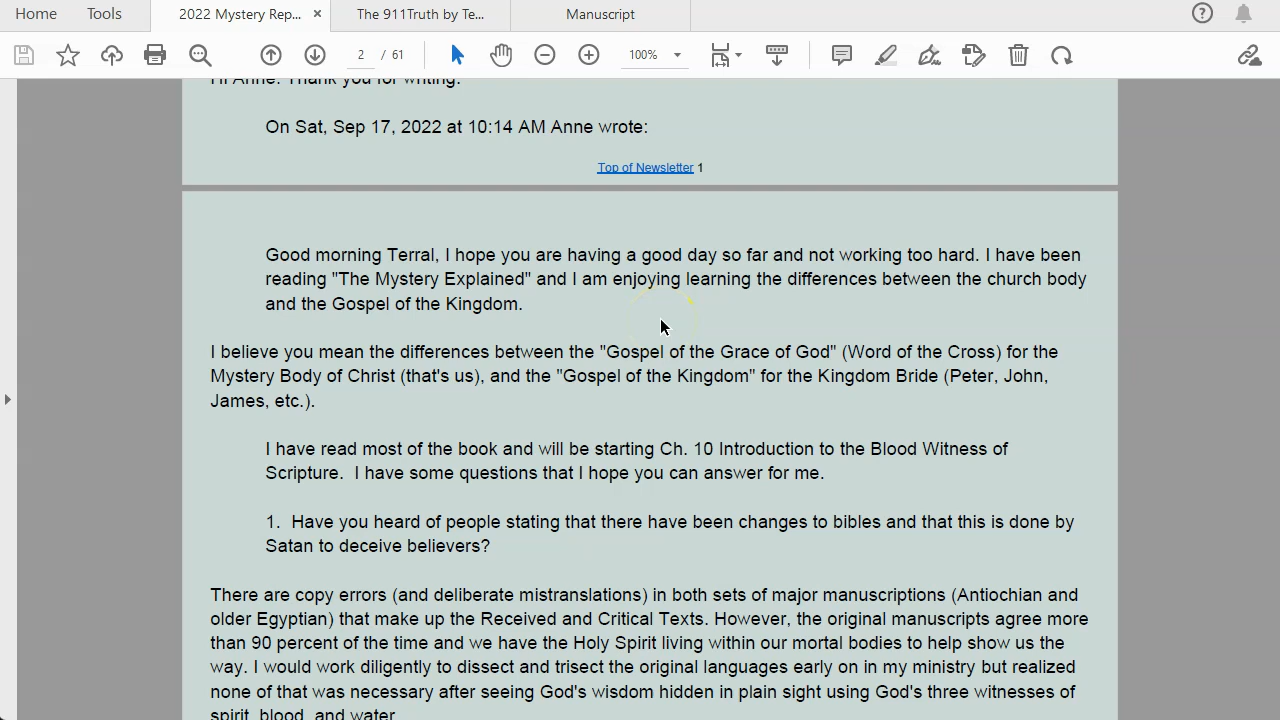 Home Tools 2022 Mystery Rep... × The 911Truth by Te... Manuscript
2 / 61 100%
Hi Anne: Thank you for writing.
On Sat, Sep 17, 2022 at 10:14 AM Anne wrote:
Top of Newsletter 1
Good morning Terral, I hope you are having a good day so far and not working too hard. I have been
reading "The Mystery Explained" and I am enjoying learning the differences between the church body
and the Gospel of the Kingdom.
I believe you mean the differences between the "Gospel of the Grace of God" (Word of the Cross) for the
Mystery Body of Christ (that's us), and the "Gospel of the Kingdom" for the Kingdom Bride (Peter, John,
James, etc.).
I have read most of the book and will be starting Ch. 10 Introduction to the Blood Witness of
Scripture. I have some questions that I hope you can answer for me.
1. Have you heard of people stating that there have been changes to bibles and that this is done by
Satan to deceive believers?
There are copy errors (and deliberate mistranslations) in both sets of major manuscriptions (Antiochian and
older Egyptian) that make up the Received and Critical Texts. However, the original manuscripts agree more
than 90 percent of the time and we have the Holy Spirit living within our mortal bodies to help show us the
way. I would work diligently to dissect and trisect the original languages early on in my ministry but realized
none of that was necessary after seeing God's wisdom hidden in plain sight using God's three witnesses of
spirit, blood, and water